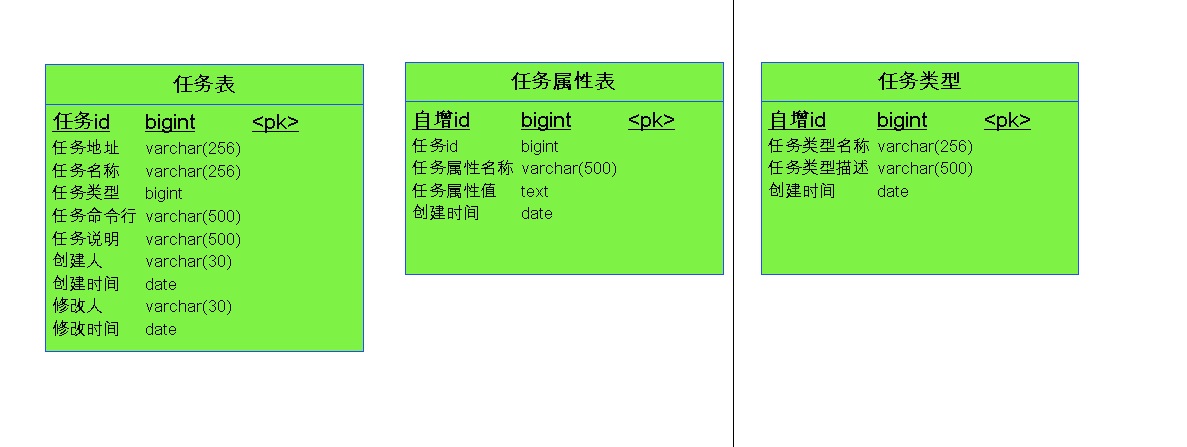 任务表
任务id bigint <pk>
任务地址 varchar(256)
任务名称 varchar(256)
任务类型 bigint
任务命令行 varchar(500)
任务说明 varchar(500)
创建人 varchar(30)
创建时间 date
修改人 varchar(30)
修改时间 date
任务属性表
自增id bigint <pk>
任务id bigint
任务属性名称 varchar(500)
任务属性值 text
创建时间 date
任务类型
自增id bigint <pk>
任务类型名称 varchar(256)
任务类型描述 varchar(500)
创建时间 date